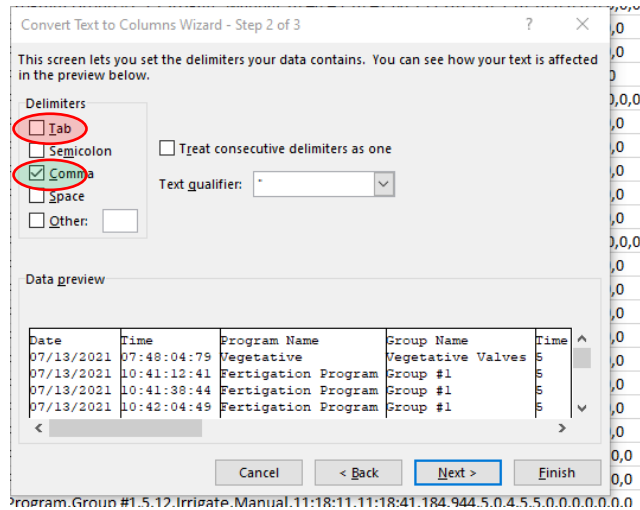 Convert Text to Columns Wizard - Step 2 of 3 ? ×
This screen lets you set the delimiters your data contains. You can see how your text is affected
in the preview below.
Delimiters
Tab
Semicolon
Treat consecutive delimiters as one
Comma
Text qualifier: "
Space
Other:
Data preview
Date Time Program Name Group Name Time
07/13/2021 07:48:04:79 Vegetative Vegetative Valves 5
07/13/2021 10:41:12:41 Fertigation Program Group #1 5
07/13/2021 10:41:38:44 Fertigation Program Group #1 5
07/13/2021 10:42:04:49 Fertigation Program Group #1 5
Cancel < Back Next > Finish
Program,Group #1,5,12,Irrigate,Manual,11:18:11,11:18:41,184,944,5,0,4,5,5,0,0,0,0,0,0,0